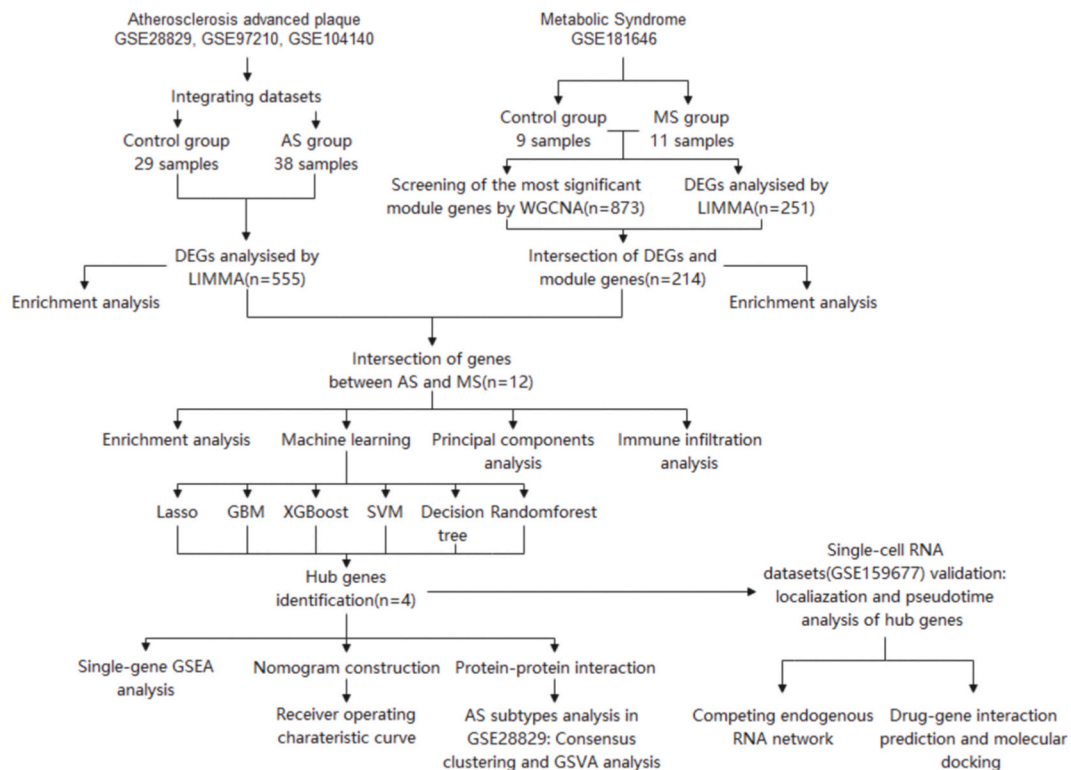 Atherosclerosis advanced plaque
GSE28829, GSE97210, GSE104140
Metabolic Syndrome
GSE181646
Integrating datasets
Control group
29 samples
AS group
38 samples
Control group
9 samples
MS group
11 samples
Screening of the most significant
module genes by WGCNA(n=873)
DEGs analysised by
LIMMA(n=251)
DEGs analysised by
LIMMA(n=555)
Intersection of DEGs and
module genes(n=214)
Enrichment analysis
Enrichment analysis
Intersection of genes
between AS and MS(n=12)
Enrichment analysis
Machine learning
Principal components
analysis
Immune infiltration
analysis
Lasso
GBM
XGBoost
SVM
Decision
tree
Randomforest
Hub genes
identification(n=4)
Single-cell RNA
datasets(GSE159677) validation:
localiazation and pseudotime
analysis of hub genes
Single-gene GSEA
analysis
Nomogram construction
Protein-protein interaction
Receiver operating
charateristic curve
AS subtypes analysis in
GSE28829: Consensus
clustering and GSVA analysis
Competing endogenous
RNA network
Drug-gene interaction
prediction and molecular
docking